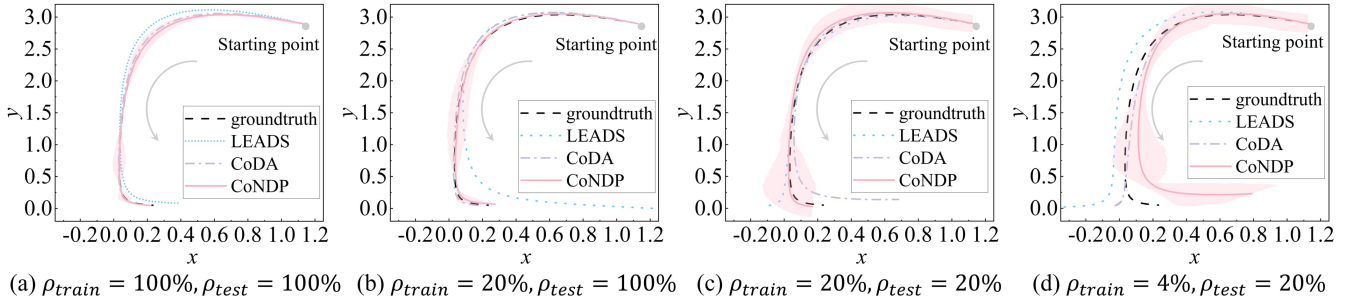 3.0
2.5
2.0
1.5
1.0
0.5
0.0
y
Starting point
groundtruth
LEADS
CoDA
CoNDP
-0.2 0.0 0.2 0.4 0.6 0.8 1.0 1.2
x
(a) ρtrain = 100%, ρtest = 100%
3.0
2.5
2.0
1.5
1.0
0.5
0.0
y
Starting point
groundtruth
LEADS
CoDA
CoNDP
-0.2 0.0 0.2 0.4 0.6 0.8 1.0 1.2
x
(b) ρtrain = 20%, ρtest = 100%
3.0
2.5
2.0
1.5
1.0
0.5
0.0
y
Starting point
groundtruth
LEADS
CoDA
CoNDP
-0.2 0.0 0.2 0.4 0.6 0.8 1.0 1.2
x
(c) ρtrain = 20%, ρtest = 20%
3.0
2.5
2.0
1.5
1.0
0.5
0.0
y
Starting point
groundtruth
LEADS
CoDA
CoNDP
-0.2 0.0 0.2 0.4 0.6 0.8 1.0 1.2
x
(d) ρtrain = 4%, ρtest = 20%